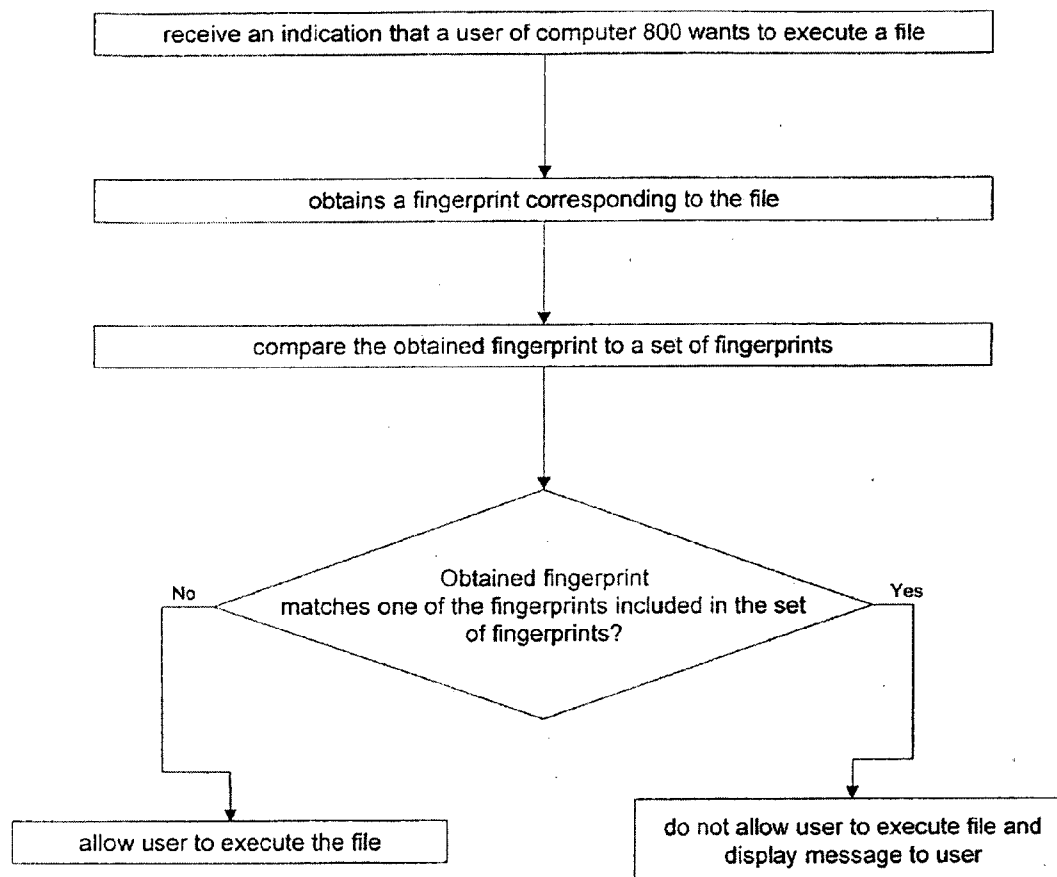 receive an indication that a user of computer 800 wants to execute a file
obtains a fingerprint corresponding to the file
compare the obtained fingerprint to a set of fingerprints
Obtained fingerprint
matches one of the fingerprints included in the set
of fingerprints?
No
Yes
allow user to execute the file
do not allow user to execute file and
display message to user